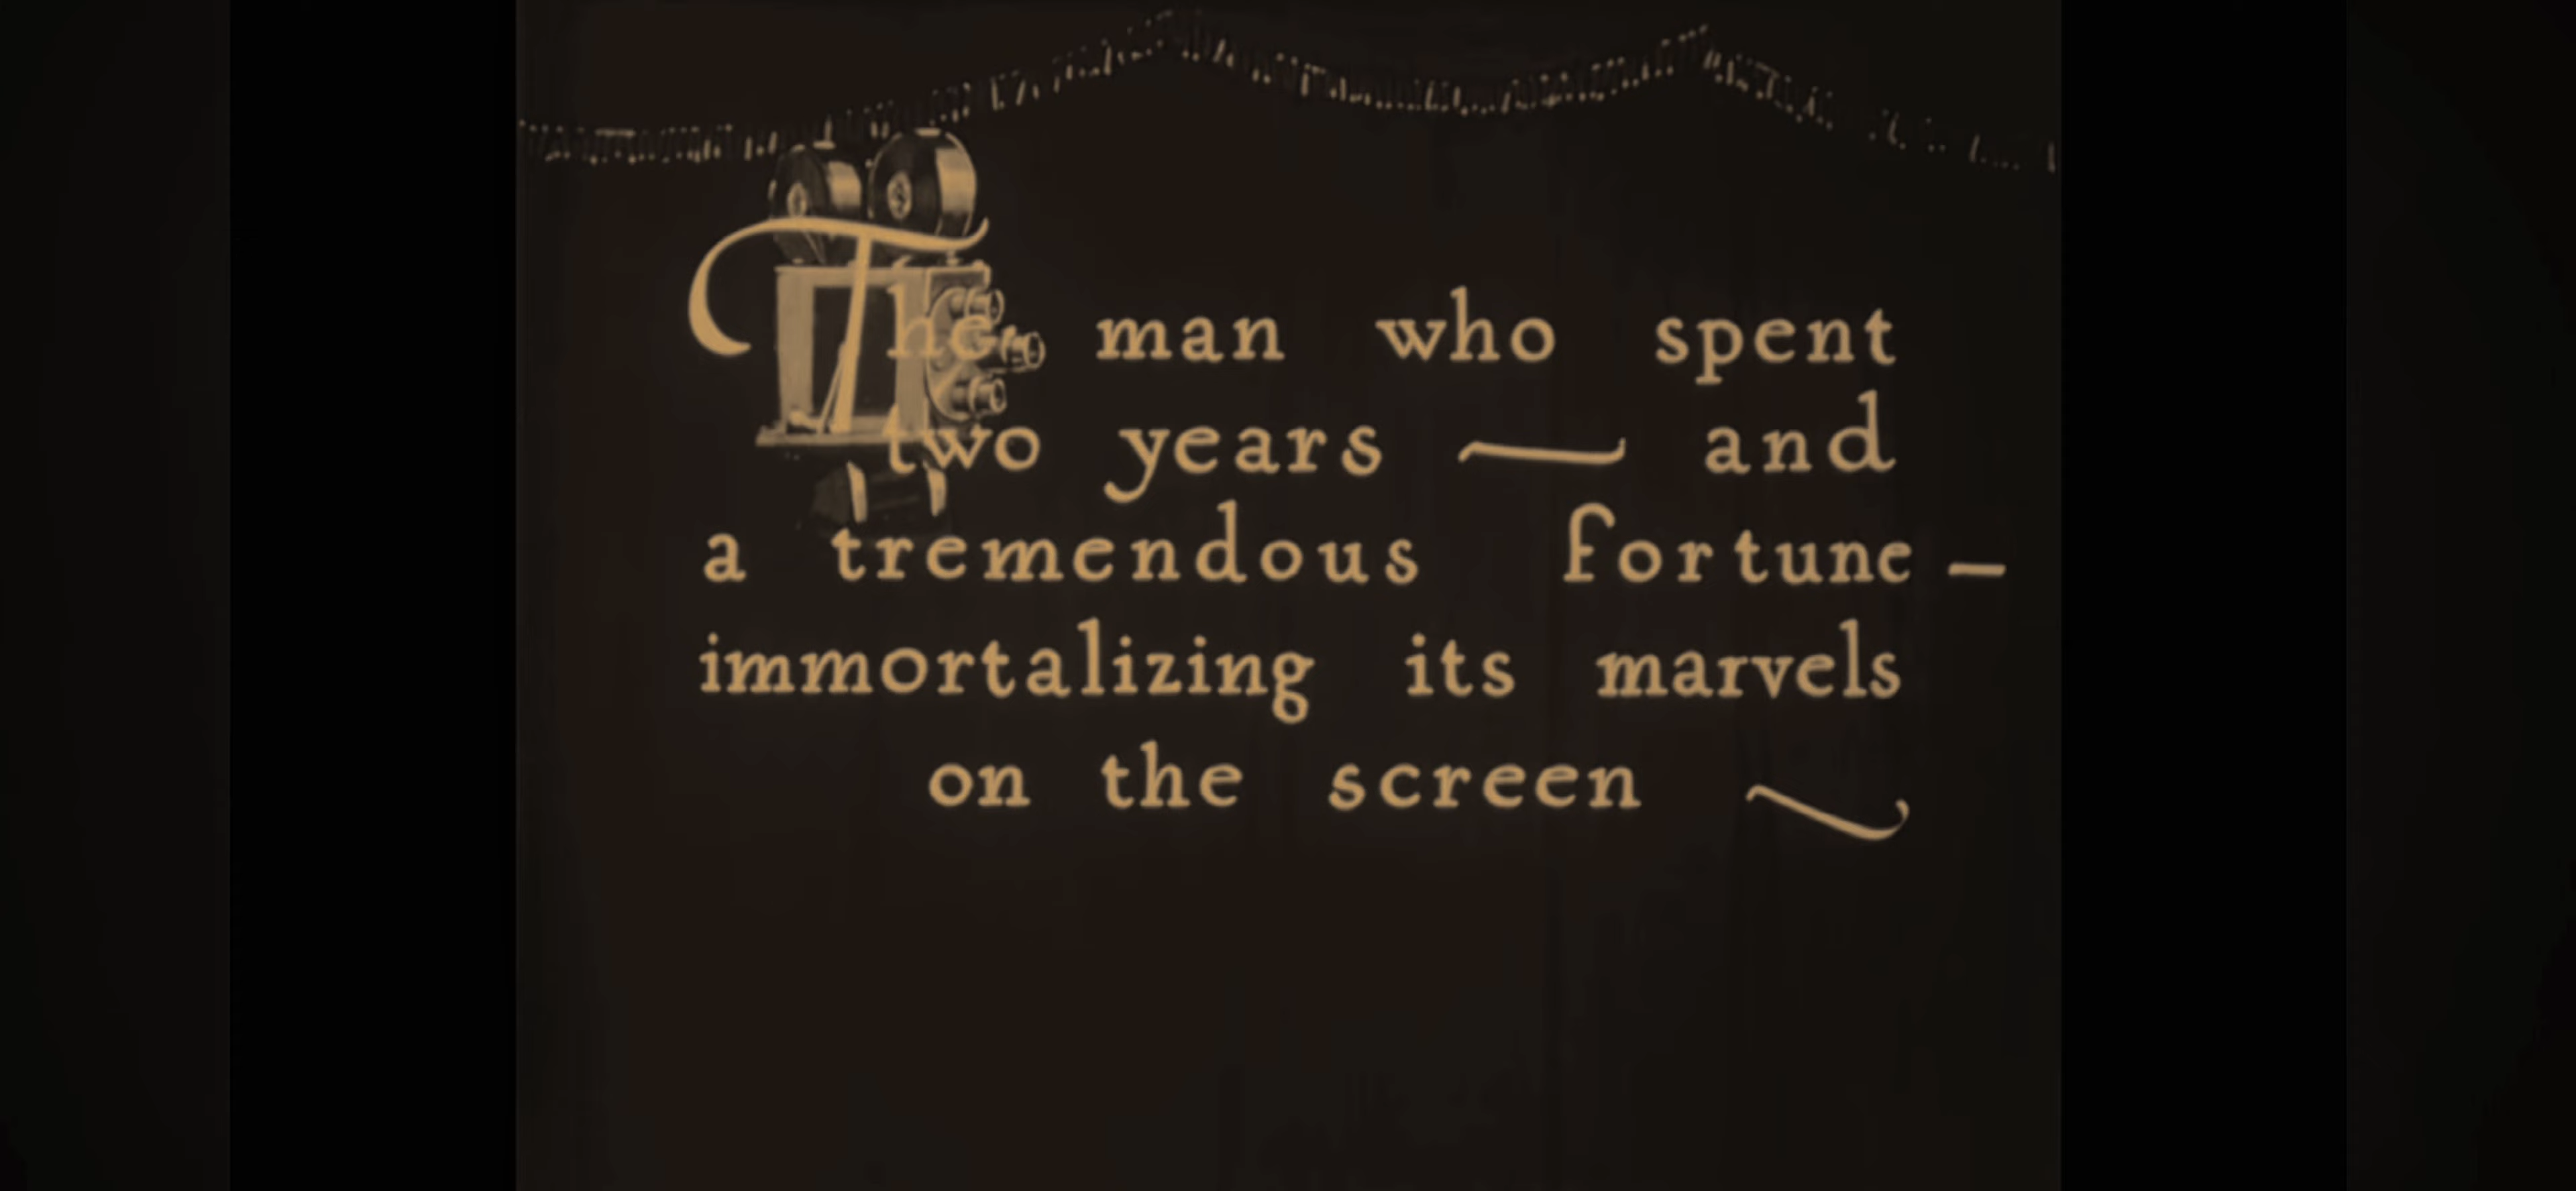 The man who spent
two years — and
a tremendous fortune —
immortalizing its marvels
on the screen